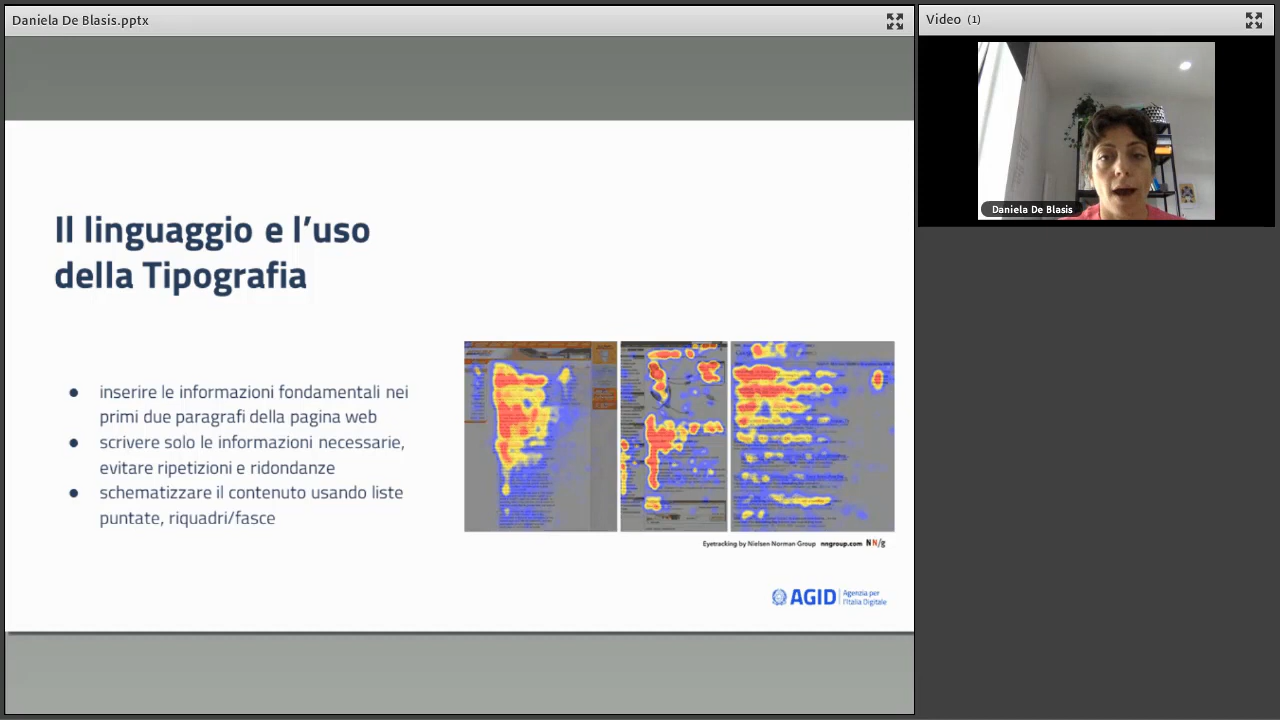 Daniela De Blasis.pptx
Video (1)
Daniela De Blasis
Il linguaggio e l’uso
della Tipografia
● inserire le informazioni fondamentali nei
primi due paragrafi della pagina web
● scrivere solo le informazioni necessarie,
evitare ripetizioni e ridondanze
● schematizzare il contenuto usando liste
puntate, riquadri/fasce
Eyetracking by Nielsen Norman Group nngroup.com NN/g
AGID Agenzia per
l’Italia Digitale